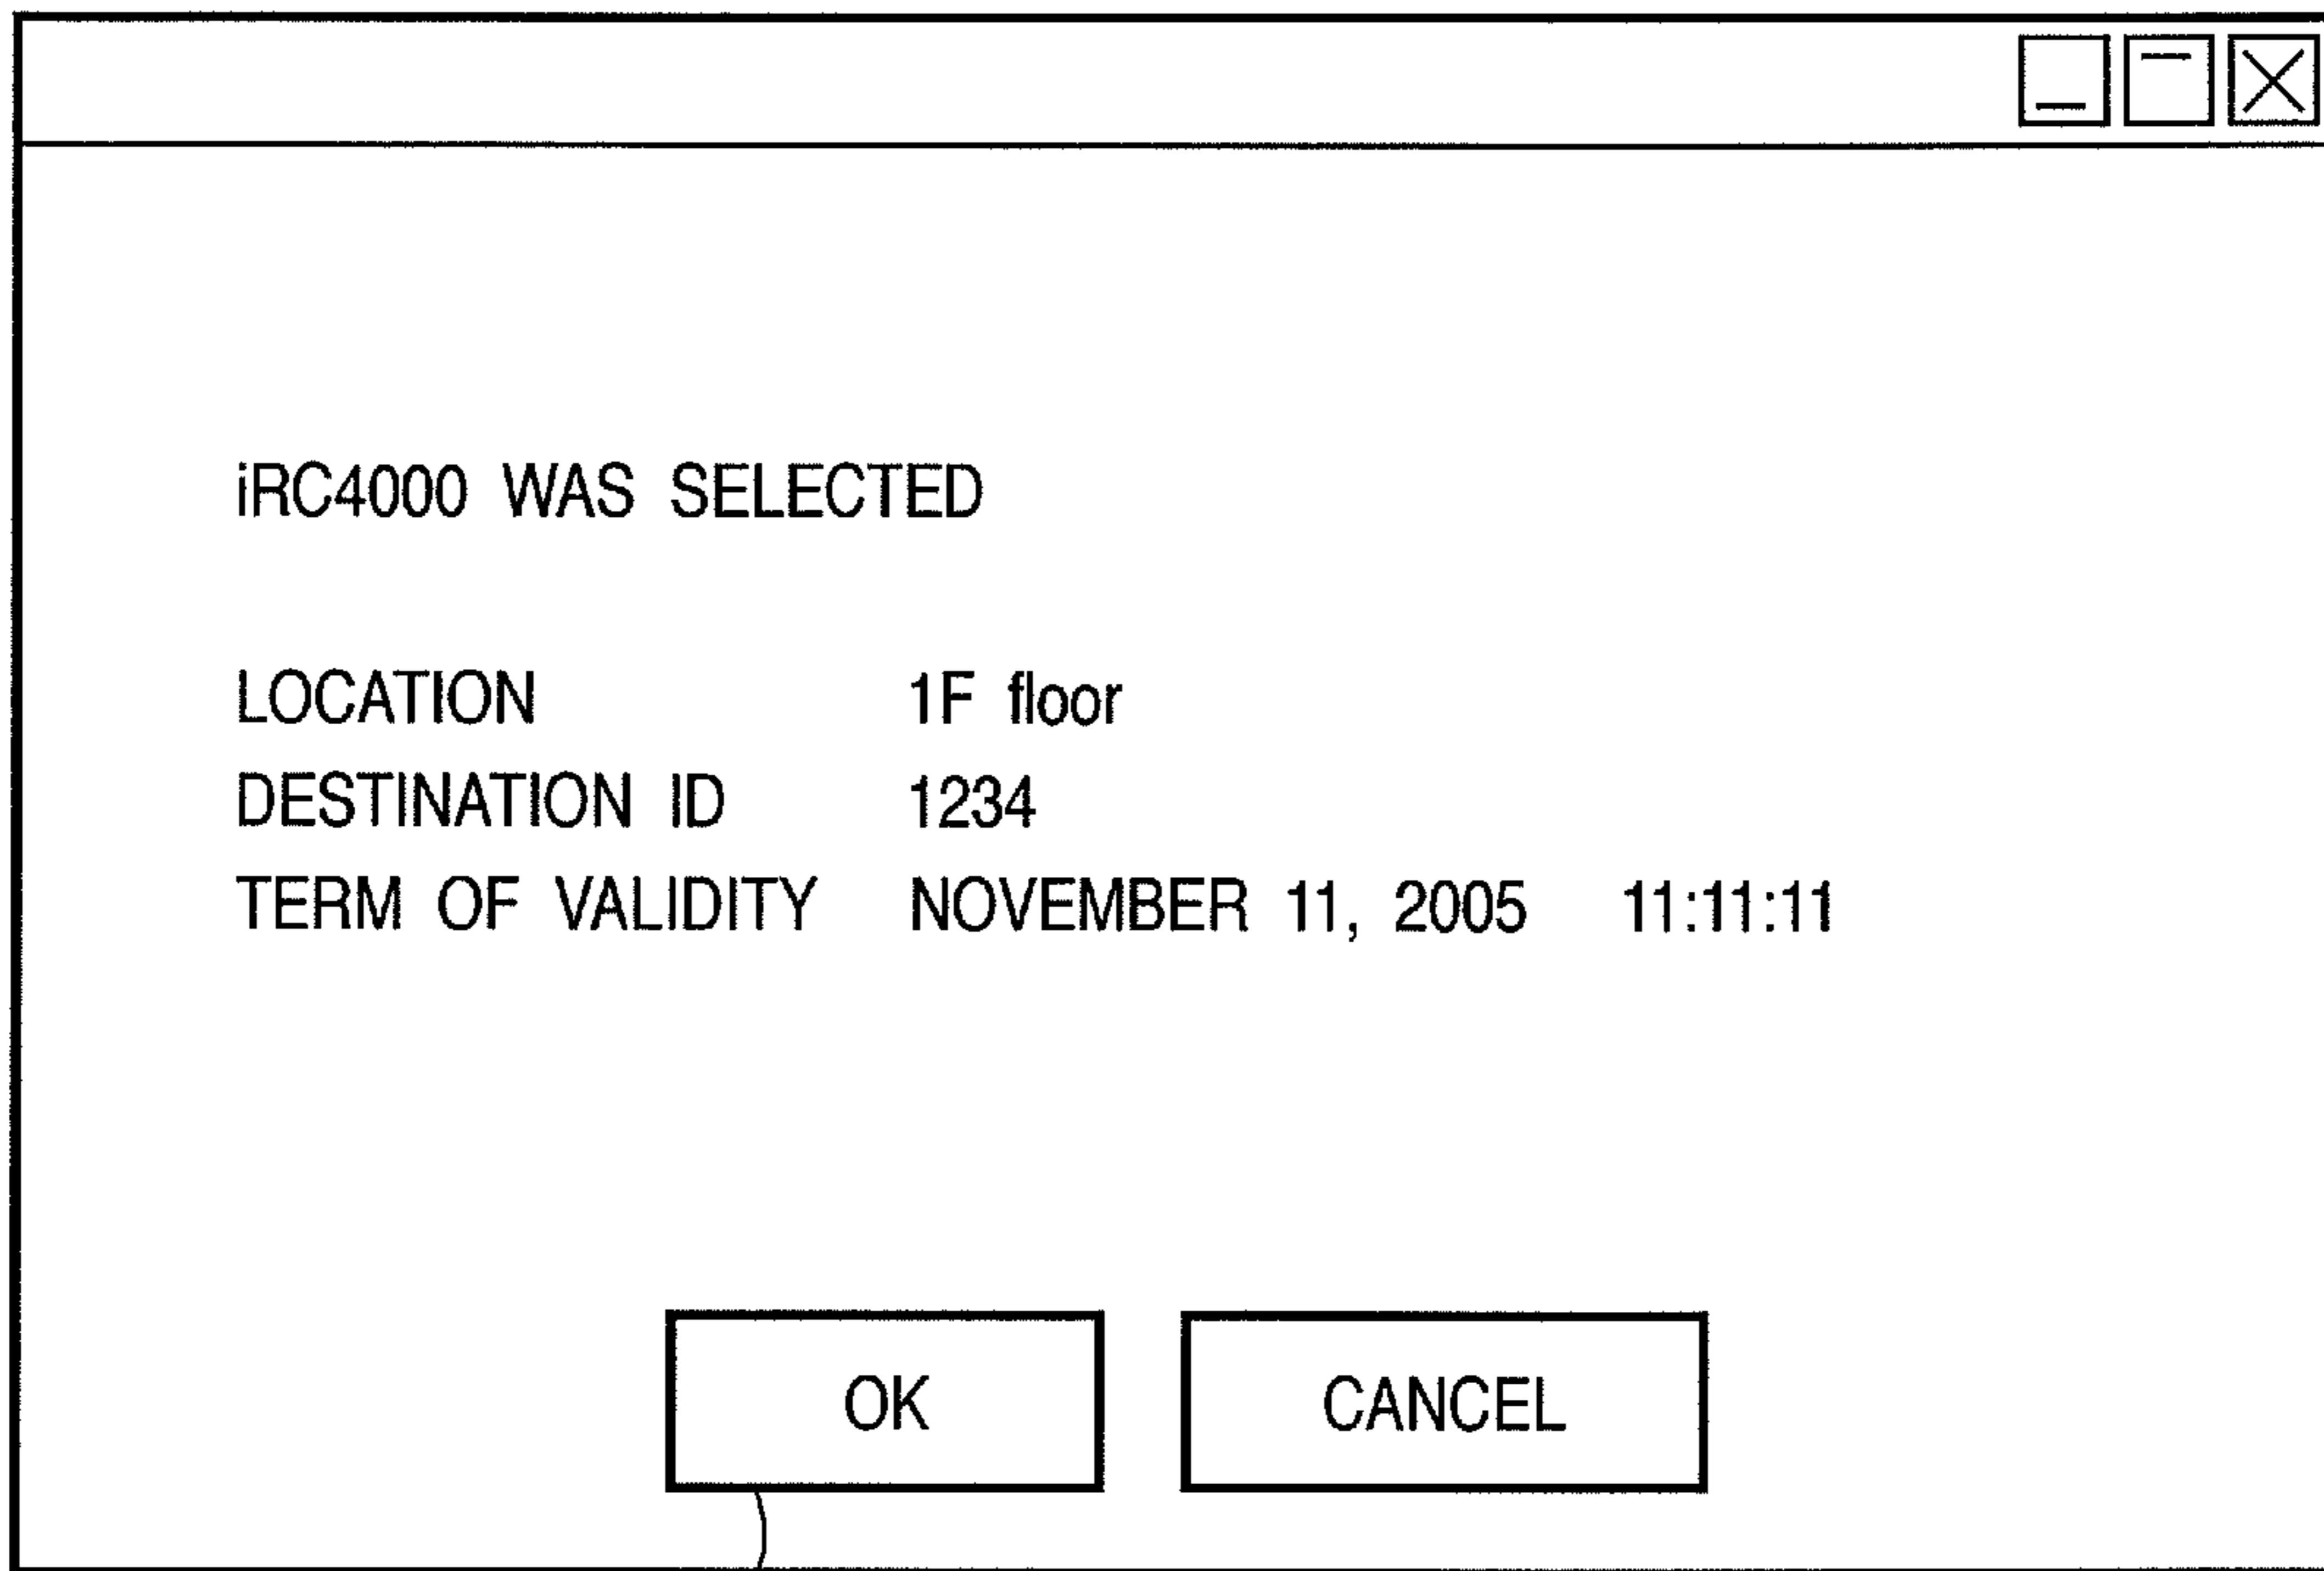 iRC4000 WAS SELECTED
LOCATION 1F floor
DESTINATION ID 1234
TERM OF VALIDITY NOVEMBER 11, 2005 11:11:11
OK CANCEL